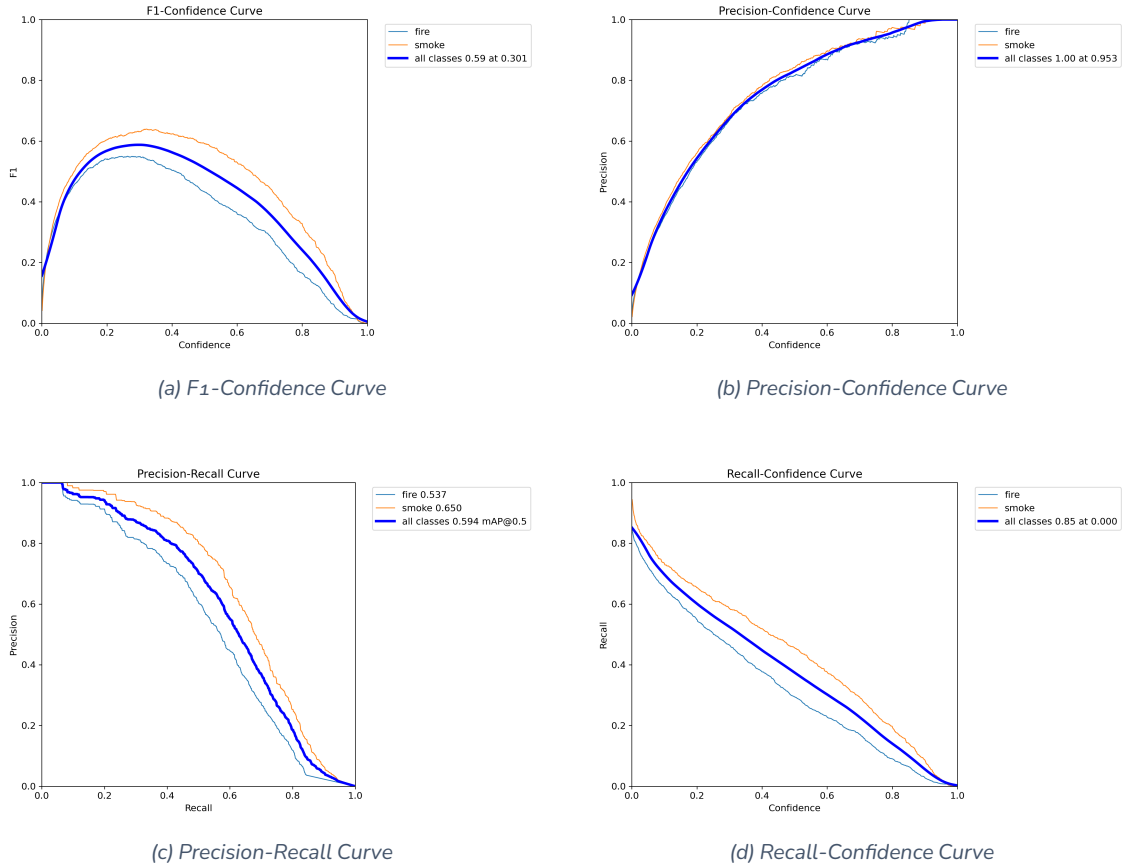 F1-Confidence Curve
1.0
0.8
0.6
0.4
0.2
0.0
F1
0.0 0.2 0.4 0.6 0.8 1.0
Confidence
fire
smoke
all classes 0.59 at 0.301
(a) F1-Confidence Curve
Precision-Confidence Curve
1.0
0.8
0.6
0.4
0.2
0.0
Precision
0.0 0.2 0.4 0.6 0.8 1.0
Confidence
fire
smoke
all classes 1.00 at 0.953
(b) Precision-Confidence Curve
Precision-Recall Curve
1.0
0.8
0.6
0.4
0.2
0.0
Precision
0.0 0.2 0.4 0.6 0.8 1.0
Recall
fire 0.537
smoke 0.650
all classes 0.594 mAP@0.5
(c) Precision-Recall Curve
Recall-Confidence Curve
1.0
0.8
0.6
0.4
0.2
0.0
Recall
0.0 0.2 0.4 0.6 0.8 1.0
Confidence
fire
smoke
all classes 0.85 at 0.000
(d) Recall-Confidence Curve